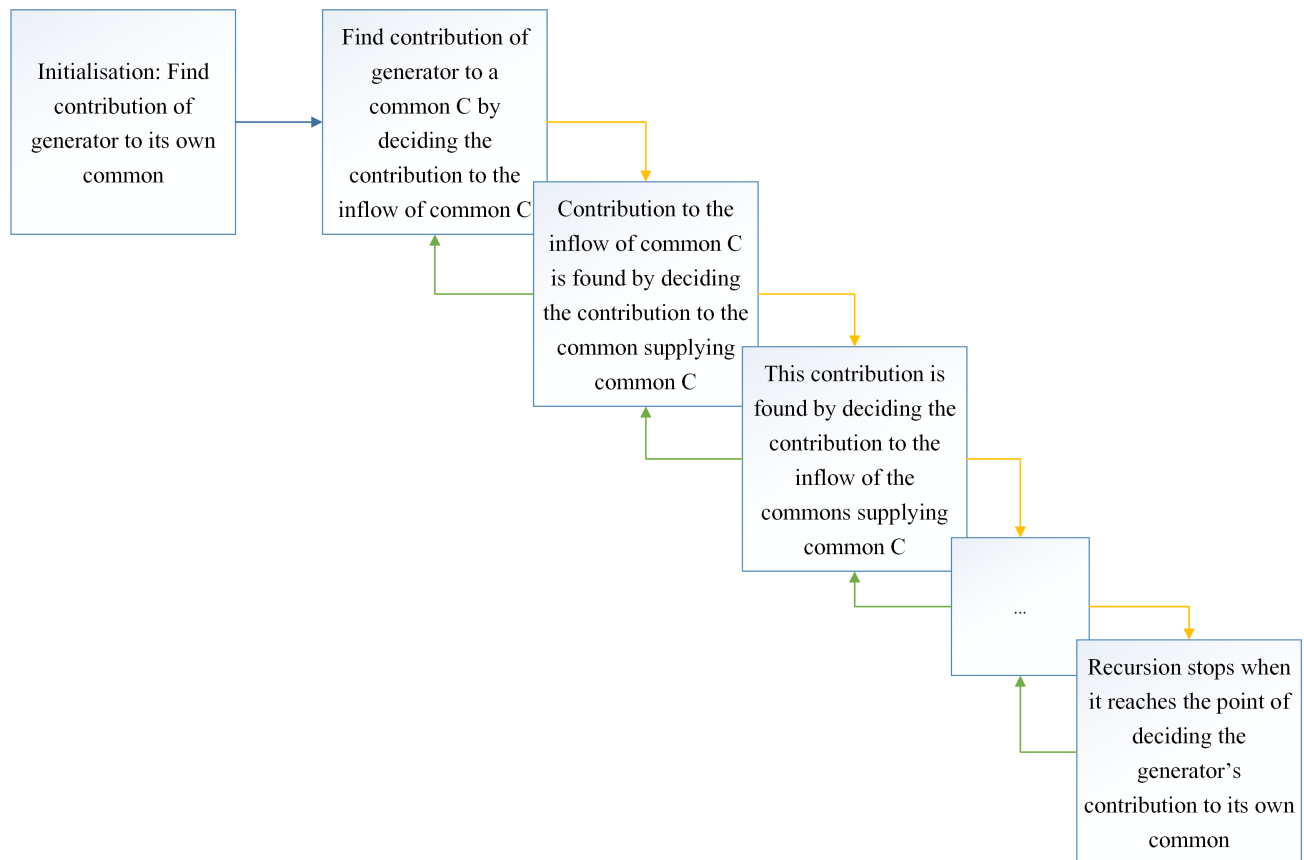 Initialisation: Find
contribution of
generator to its own
common
Find contribution of
generator to a
common C by
deciding the
contribution to the
inflow of common C
Contribution to the
inflow of common C
is found by deciding
the contribution to the
common supplying
common C
This contribution is
found by deciding the
contribution to the
inflow of the
commons supplying
common C
...
Recursion stops when
it reaches the point of
deciding the
generator’s
contribution to its own
common